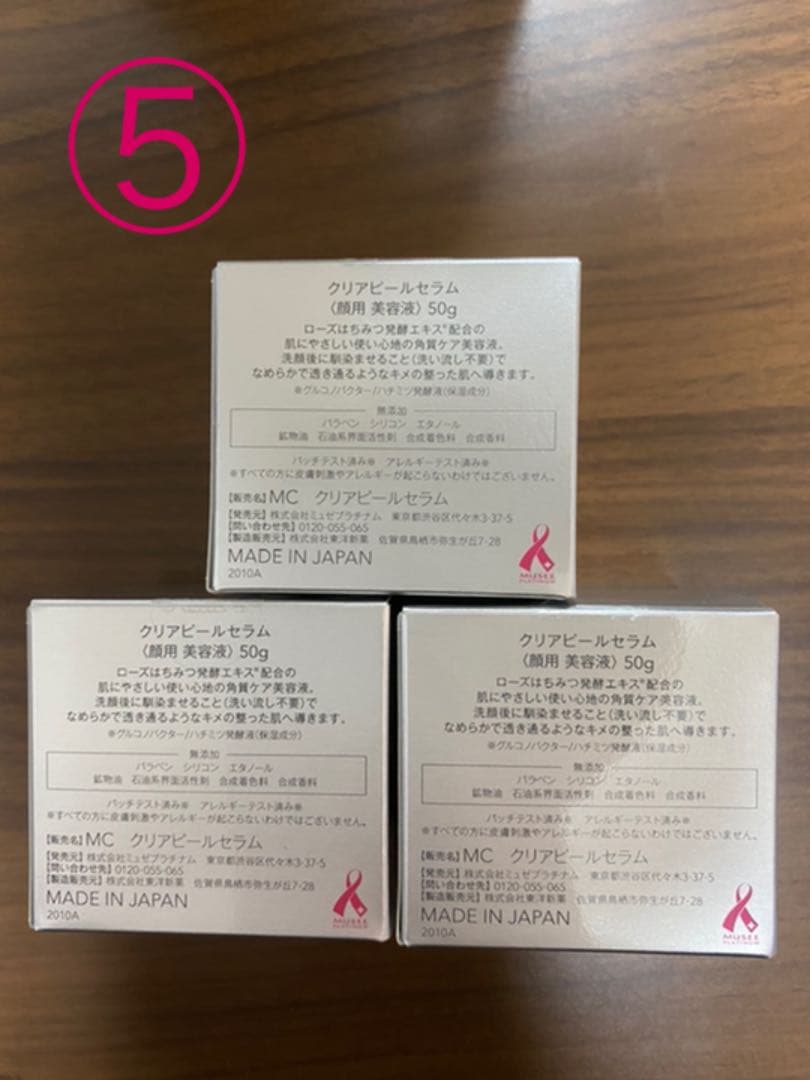 ⑤
クリアピールセラム
〈顔用 美容液〉 50g
ローズはちみつ発酵エキス※配合の
肌にやさしい使い心地の角質ケア美容液。
洗顔後に馴染ませること(洗い流し不要)で
なめらかで透き通るようなキメの整った肌へ導きます。
※グルコノバクター/ハチミツ発酵液(保湿成分)
無添加
パラベン シリコン エタノール
鉱物油 石油系界面活性剤 合成着色料 合成香料
パッチテスト済み※ アレルギーテスト済み※
※すべての方に皮膚刺激やアレルギーが起こらないわけではございません。
【販売名】MC クリアピールセラム
【発売元】株式会社ミュゼプラチナム 東京都渋谷区代々木3-37-5
【問い合わせ先】0120-055-065
【製造販売元】株式会社東洋新薬 佐賀県鳥栖市弥生が丘7-28
MADE IN JAPAN
2010A
MUSEE
PLATINUM
クリアピールセラム
〈顔用 美容液〉 50g
ローズはちみつ発酵エキス※配合の
肌にやさしい使い心地の角質ケア美容液。
洗顔後に馴染ませること(洗い流し不要)で
なめらかで透き通るようなキメの整った肌へ導きます。
※グルコノバクター/ハチミツ発酵液(保湿成分)
無添加
パラベン シリコン エタノール
鉱物油 石油系界面活性剤 合成着色料 合成香料
パッチテスト済み※ アレルギーテスト済み※
※すべての方に皮膚刺激やアレルギーが起こらないわけではございません。
【販売名】MC クリアピールセラム
【発売元】株式会社ミュゼプラチナム 東京都渋谷区代々木3-37-5
【問い合わせ先】0120-055-065
【製造販売元】株式会社東洋新薬 佐賀県鳥栖市弥生が丘7-28
MADE IN JAPAN
2010A
MUSEE
PLATINUM
クリアピールセラム
〈顔用 美容液〉 50g
ローズはちみつ発酵エキス※配合の
肌にやさしい使い心地の角質ケア美容液。
洗顔後に馴染ませること(洗い流し不要)で
なめらかで透き通るようなキメの整った肌へ導きます。
※グルコノバクター/ハチミツ発酵液(保湿成分)
無添加
パラベン シリコン エタノール
鉱物油 石油系界面活性剤 合成着色料 合成香料
パッチテスト済み※ アレルギーテスト済み※
※すべての方に皮膚刺激やアレルギーが起こらないわけではございません。
【販売名】MC クリアピールセラム
【発売元】株式会社ミュゼプラチナム 東京都渋谷区代々木3-37-5
【問い合わせ先】0120-055-065
【製造販売元】株式会社東洋新薬 佐賀県鳥栖市弥生が丘7-28
MADE IN JAPAN
2010A
MUSEE
PLATINUM